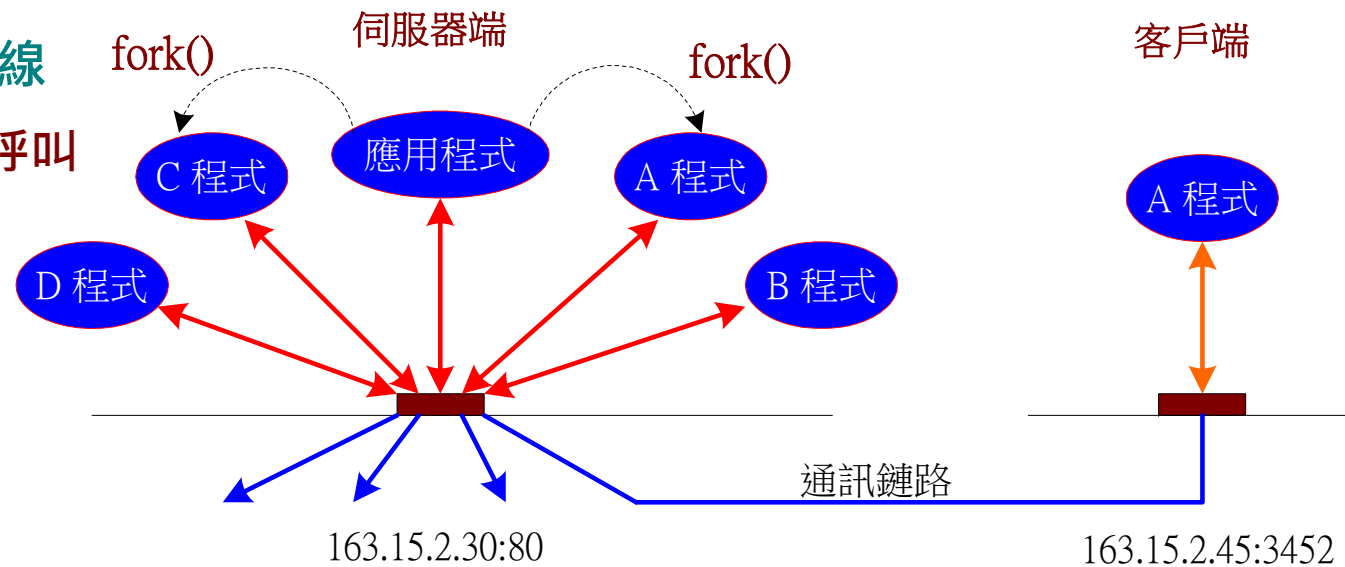 線
呼叫
fork()
伺服器端
fork()
客戶端
C 程式
應用程式
A 程式
A 程式
D 程式
B 程式
通訊鏈路
163.15.2.30:80
163.15.2.45:3452